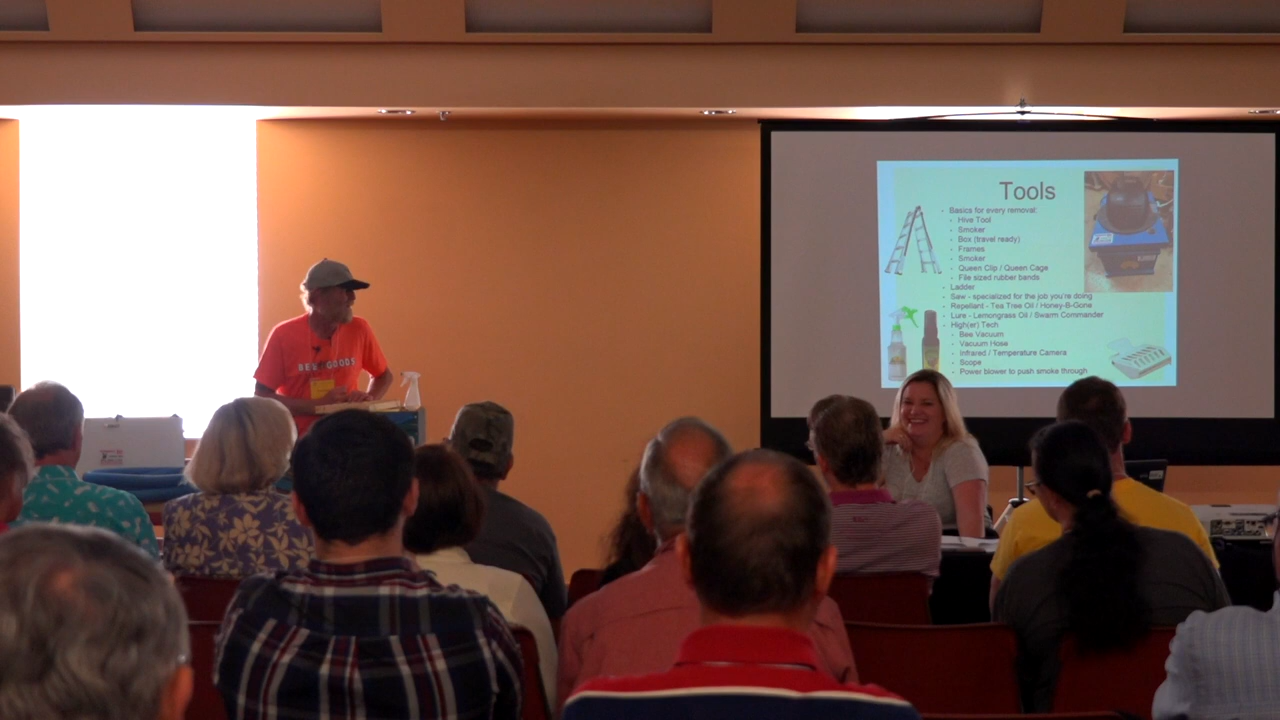 Tools
- Basics for every removal:
- Hive Tool
- Smoker
- Box (travel ready)
- Frames
- Smoker
- Queen Clip / Queen Cage
- File sized rubber bands
- Ladder
- Saw - specialized for the job you're doing
- Repellant - Tea Tree Oil / Honey-B-Gone
- Lure - Lemongrass Oil / Swarm Commander
- High(er) Tech
- Bee Vacuum
- Vacuum Hose
- Infrared / Temperature Camera
- Scope
- Power blower to push smoke through